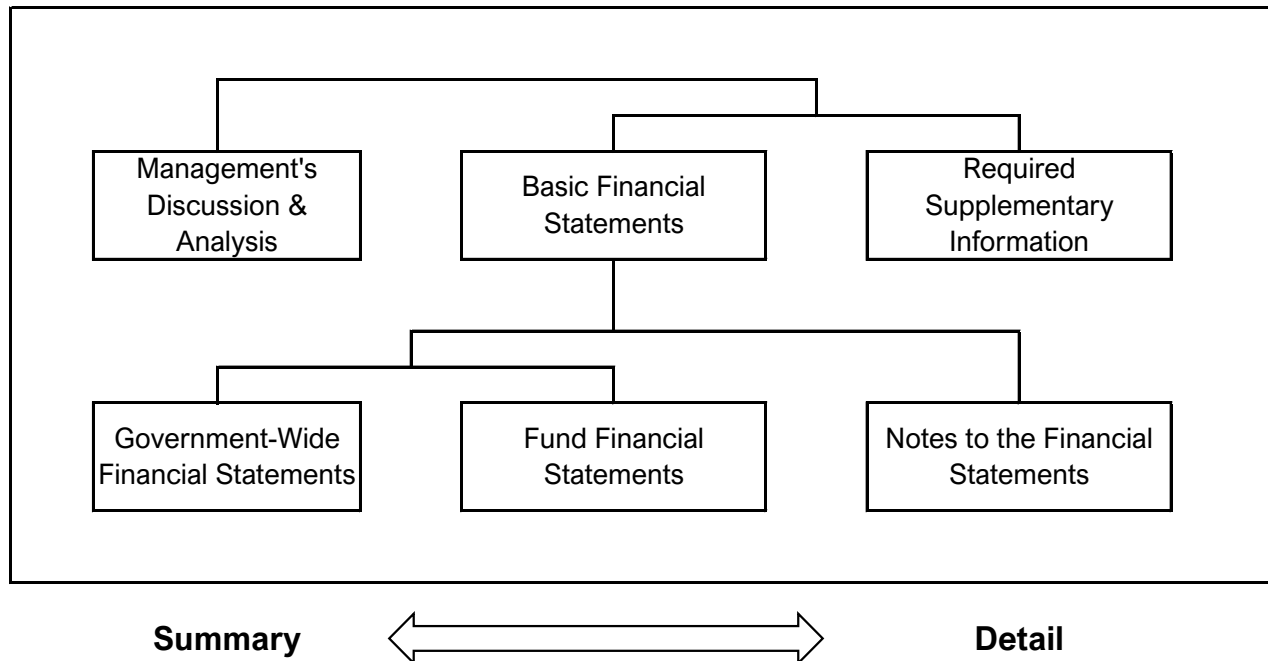 Management's
Discussion &
Analysis
Basic Financial
Statements
Required
Supplementary
Information
Government-Wide
Financial Statements
Fund Financial
Statements
Notes to the Financial
Statements
Summary
Detail